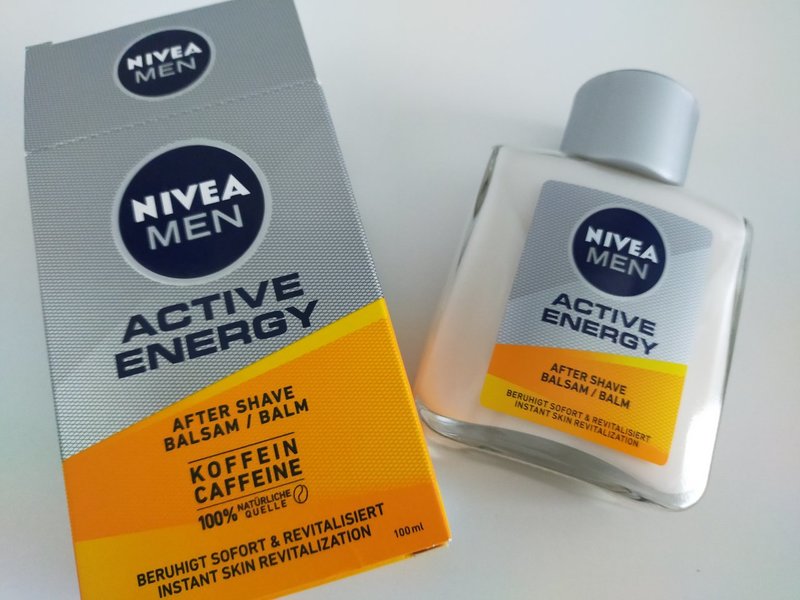 NIVEA
MEN
NIVEA
MEN
ACTIVE
ENERGY
AFTER SHAVE
BALSAM / BALM
KOFFEIN
CAFFEINE
100% NATÜRLICHE
QUELLE
BERUHIGT SOFORT & REVITALISIERT
INSTANT SKIN REVITALIZATION
100 ml
NIVEA
MEN
ACTIVE
ENERGY
AFTER SHAVE
BALSAM / BALM
BERUHIGT SOFORT & REVITALISIERT
INSTANT SKIN REVITALIZATION